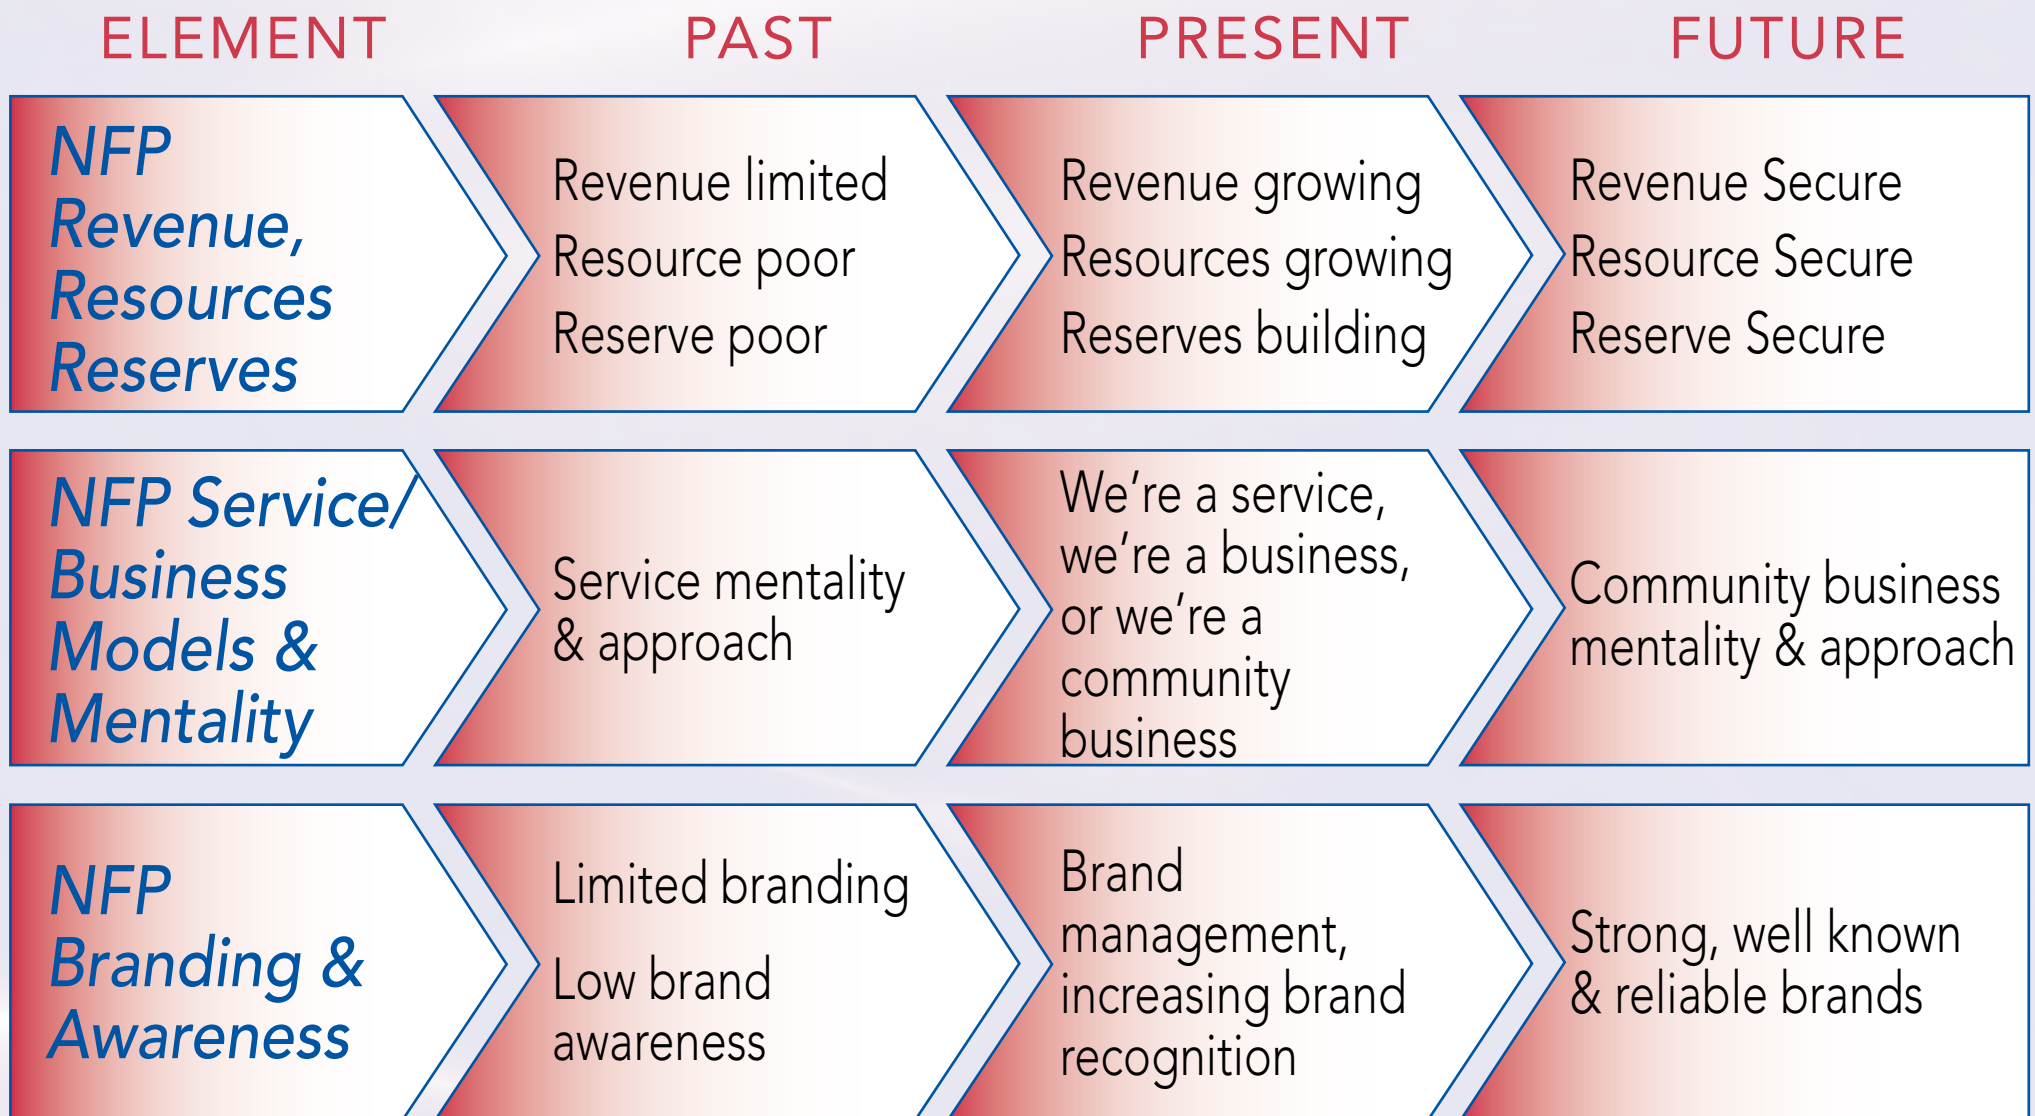 ELEMENT PAST PRESENT FUTURE
NFP
Revenue,
Resources
Reserves
Revenue limited
Resource poor
Reserve poor
Revenue growing
Resources growing
Reserves building
Revenue Secure
Resource Secure
Reserve Secure
NFP Service/
Business
Models &
Mentality
Service mentality
& approach
We’re a service,
we’re a business,
or we’re a
community
business
Community business
mentality & approach
NFP
Branding &
Awareness
Limited branding
Low brand
awareness
Brand
management,
increasing brand
recognition
Strong, well known
& reliable brands